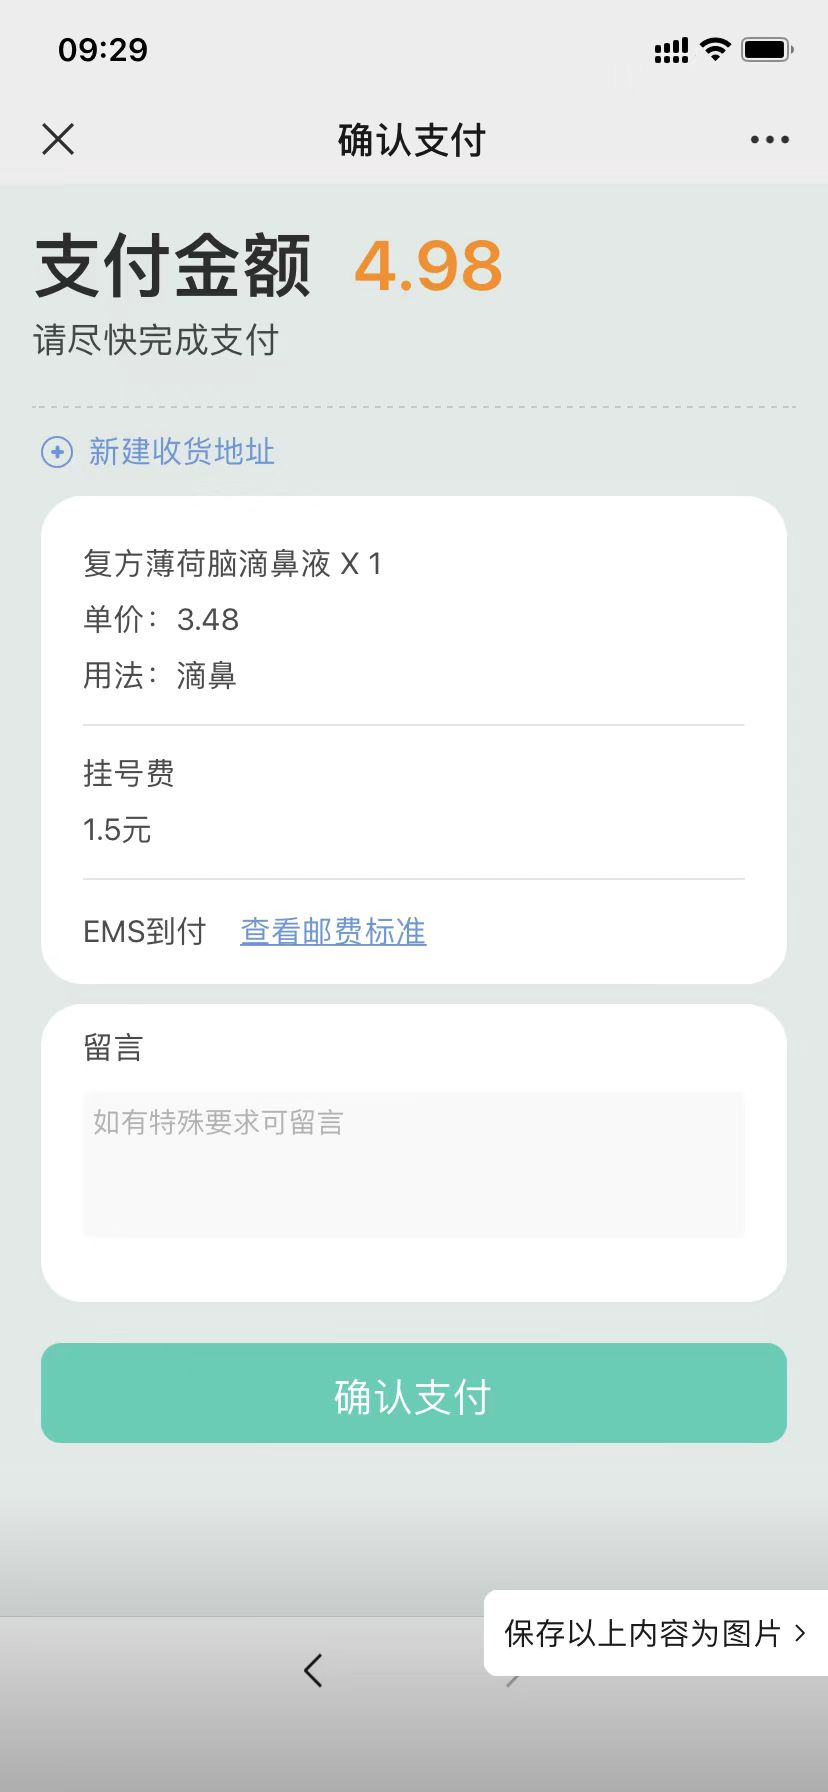 09:29
确认支付
支付金额 4.98
请尽快完成支付
新建收货地址
复方薄荷脑滴鼻液 X 1
单价：3.48
用法：滴鼻
挂号费
1.5元
EMS到付 查看邮费标准
留言
如有特殊要求可留言
确认支付
保存以上内容为图片